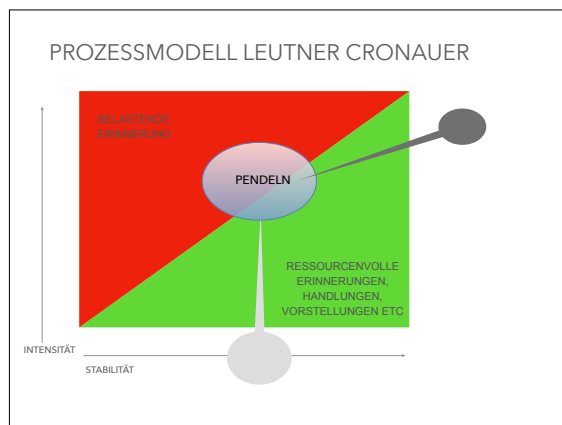 PROZESSMODELL LEUTNER CRONAUER
BELASTENDE
ERINNERUNG
PENDELN
RESSOURCENVOLLE
ERINNERUNGEN,
HANDLUNGEN,
VORSTELLUNGEN ETC
INTENSITÄT
STABILITÄT